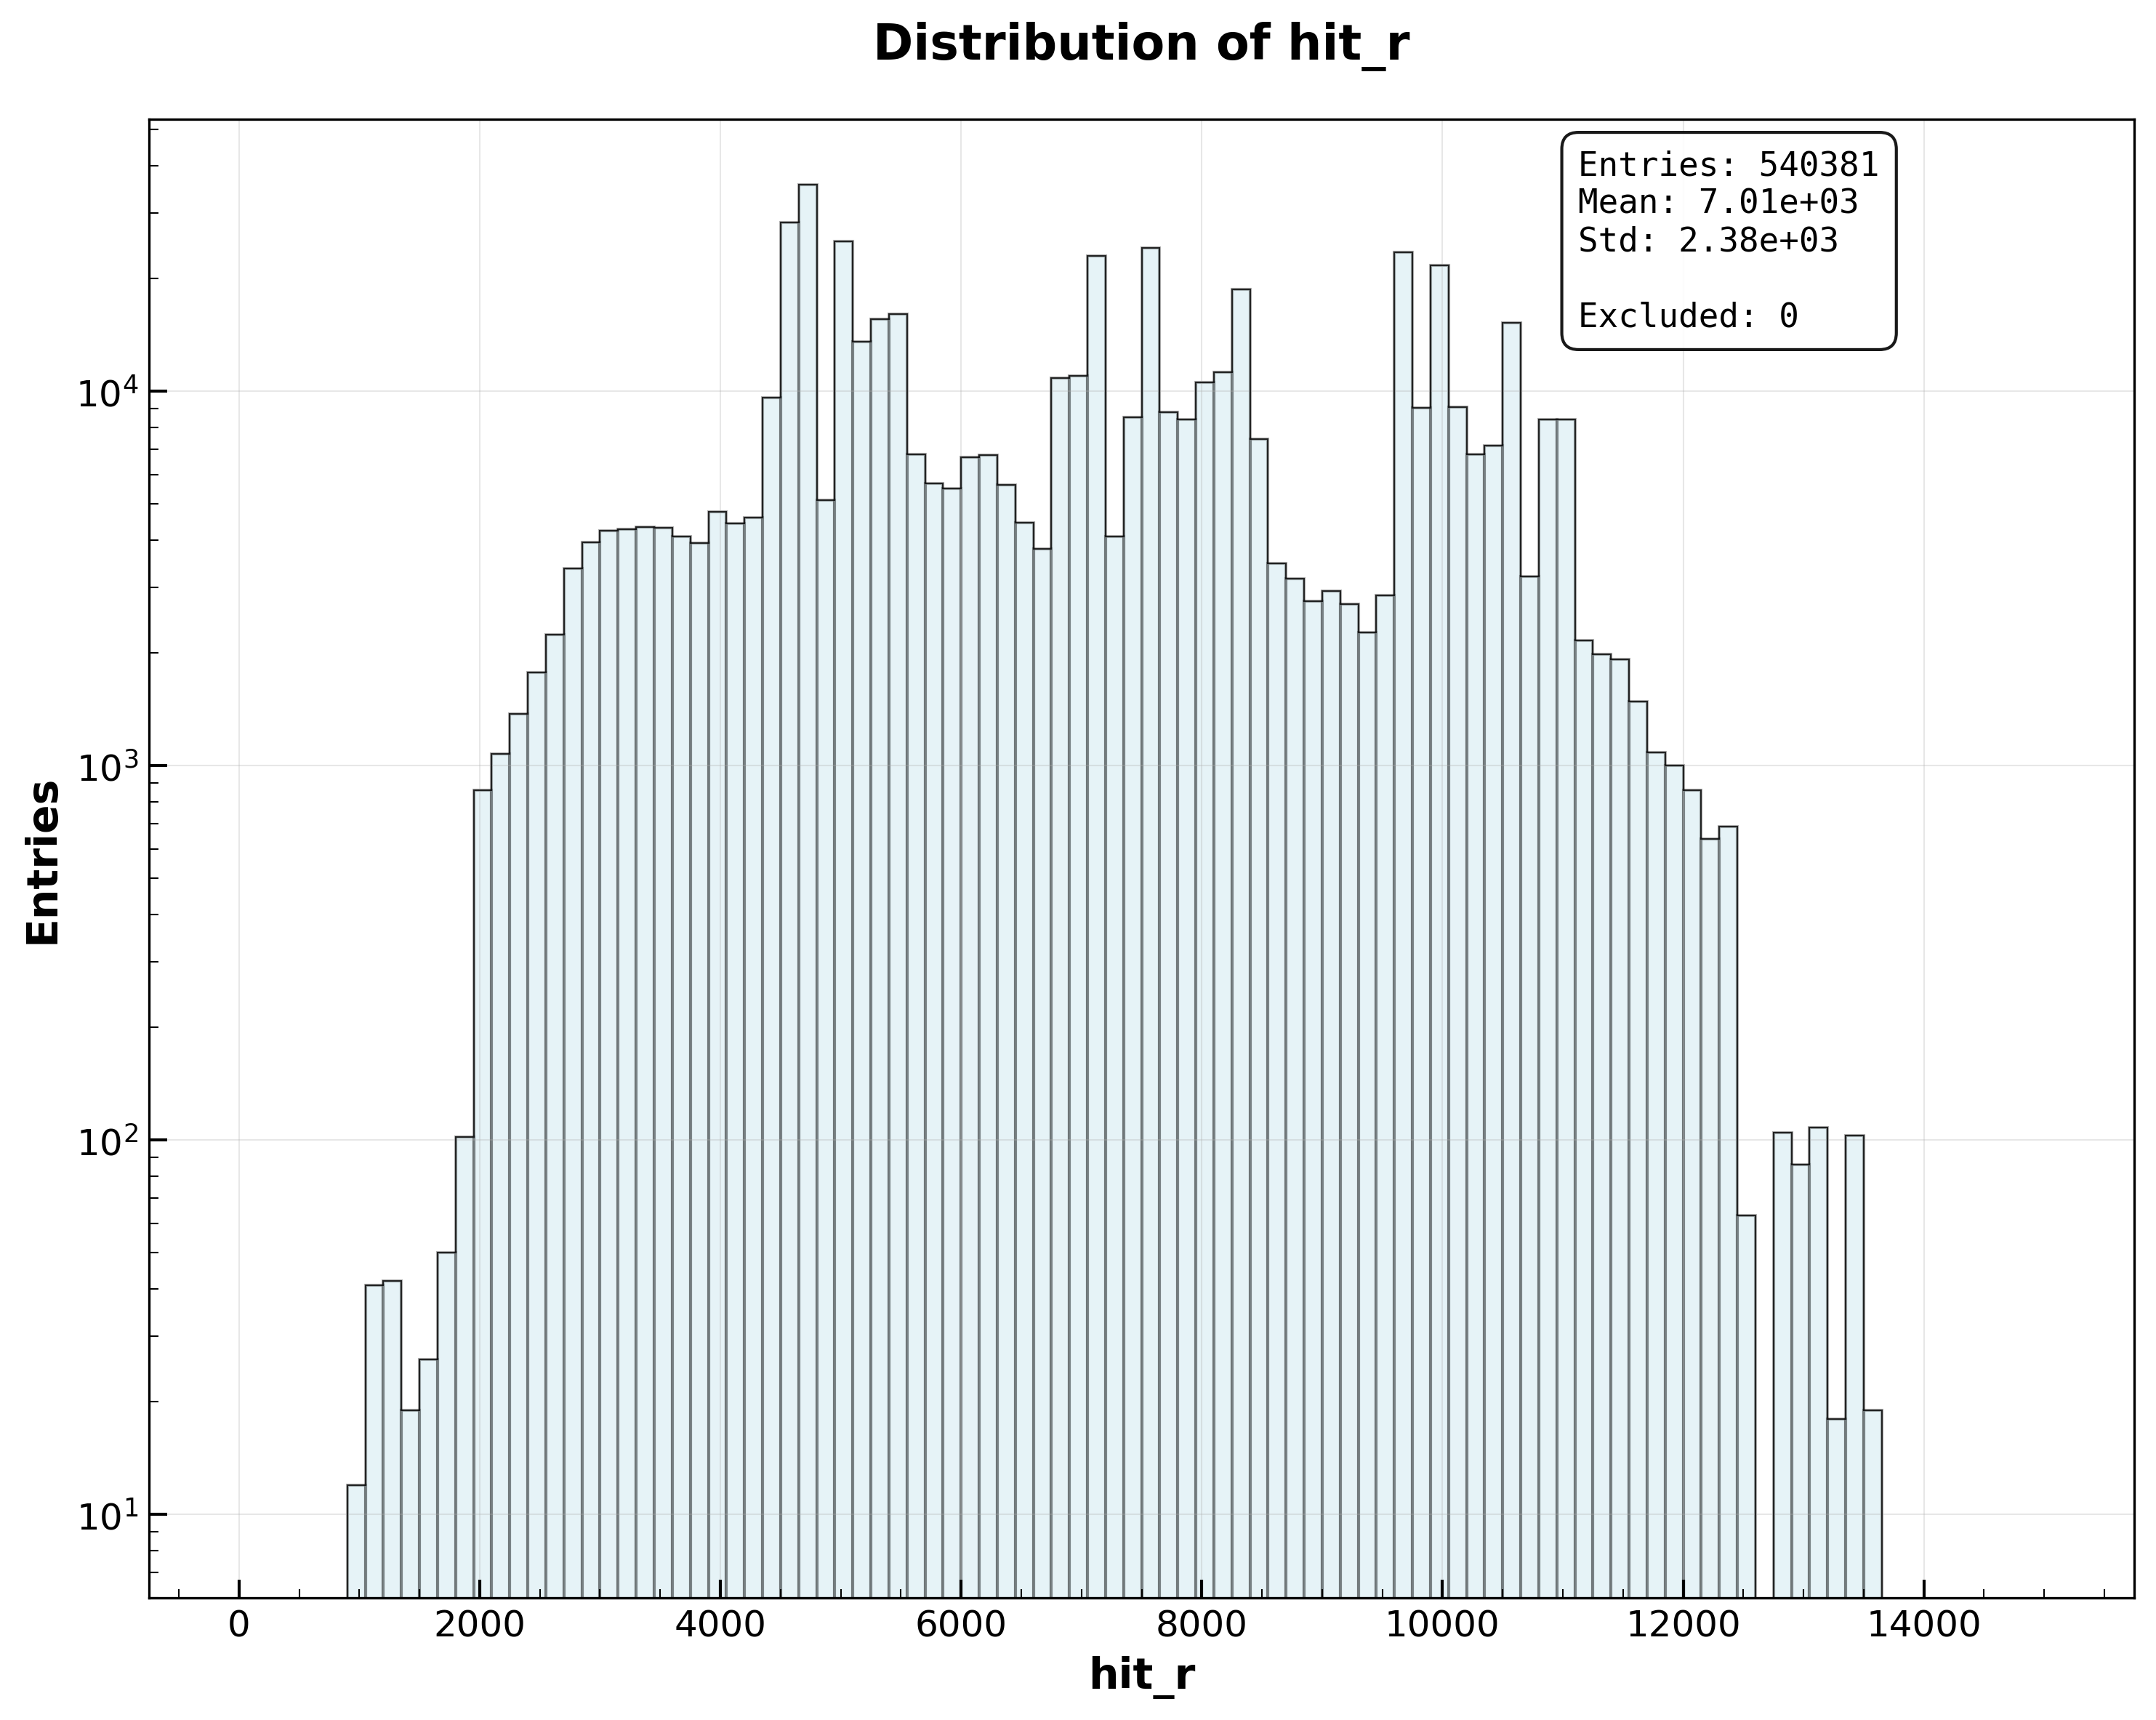 Distribution of hit_r
Entries: 540381
Mean: 7.01e+03
Std: 2.38e+03
Excluded: 0
Entries
10^4
10^3
10^2
10^1
0 2000 4000 6000 8000 10000 12000 14000
hit_r